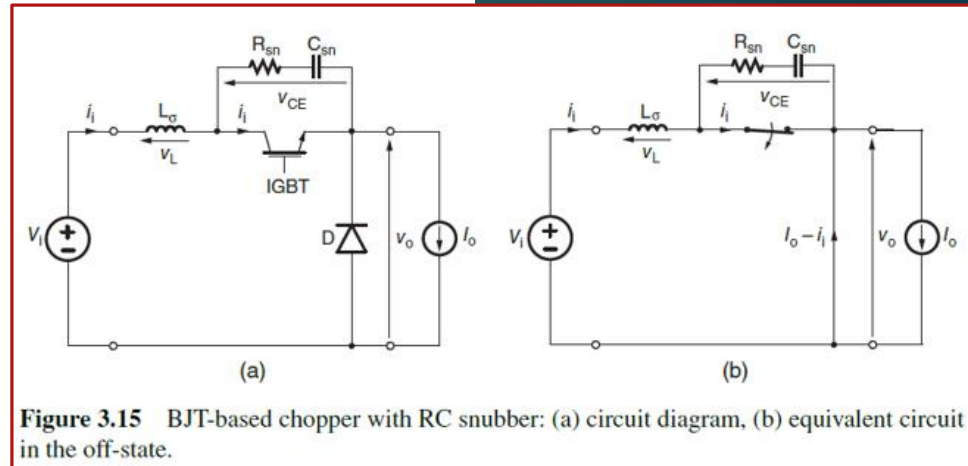 Rsn Csn
vCE
ii Lσ ii
vL
IGBT
Vi
D
vo
Io
(a)
Rsn Csn
vCE
ii Lσ ii
vL
Vi
Io – ii
vo
Io
(b)
Figure 3.15 BJT-based chopper with RC snubber: (a) circuit diagram, (b) equivalent circuit
in the off-state.